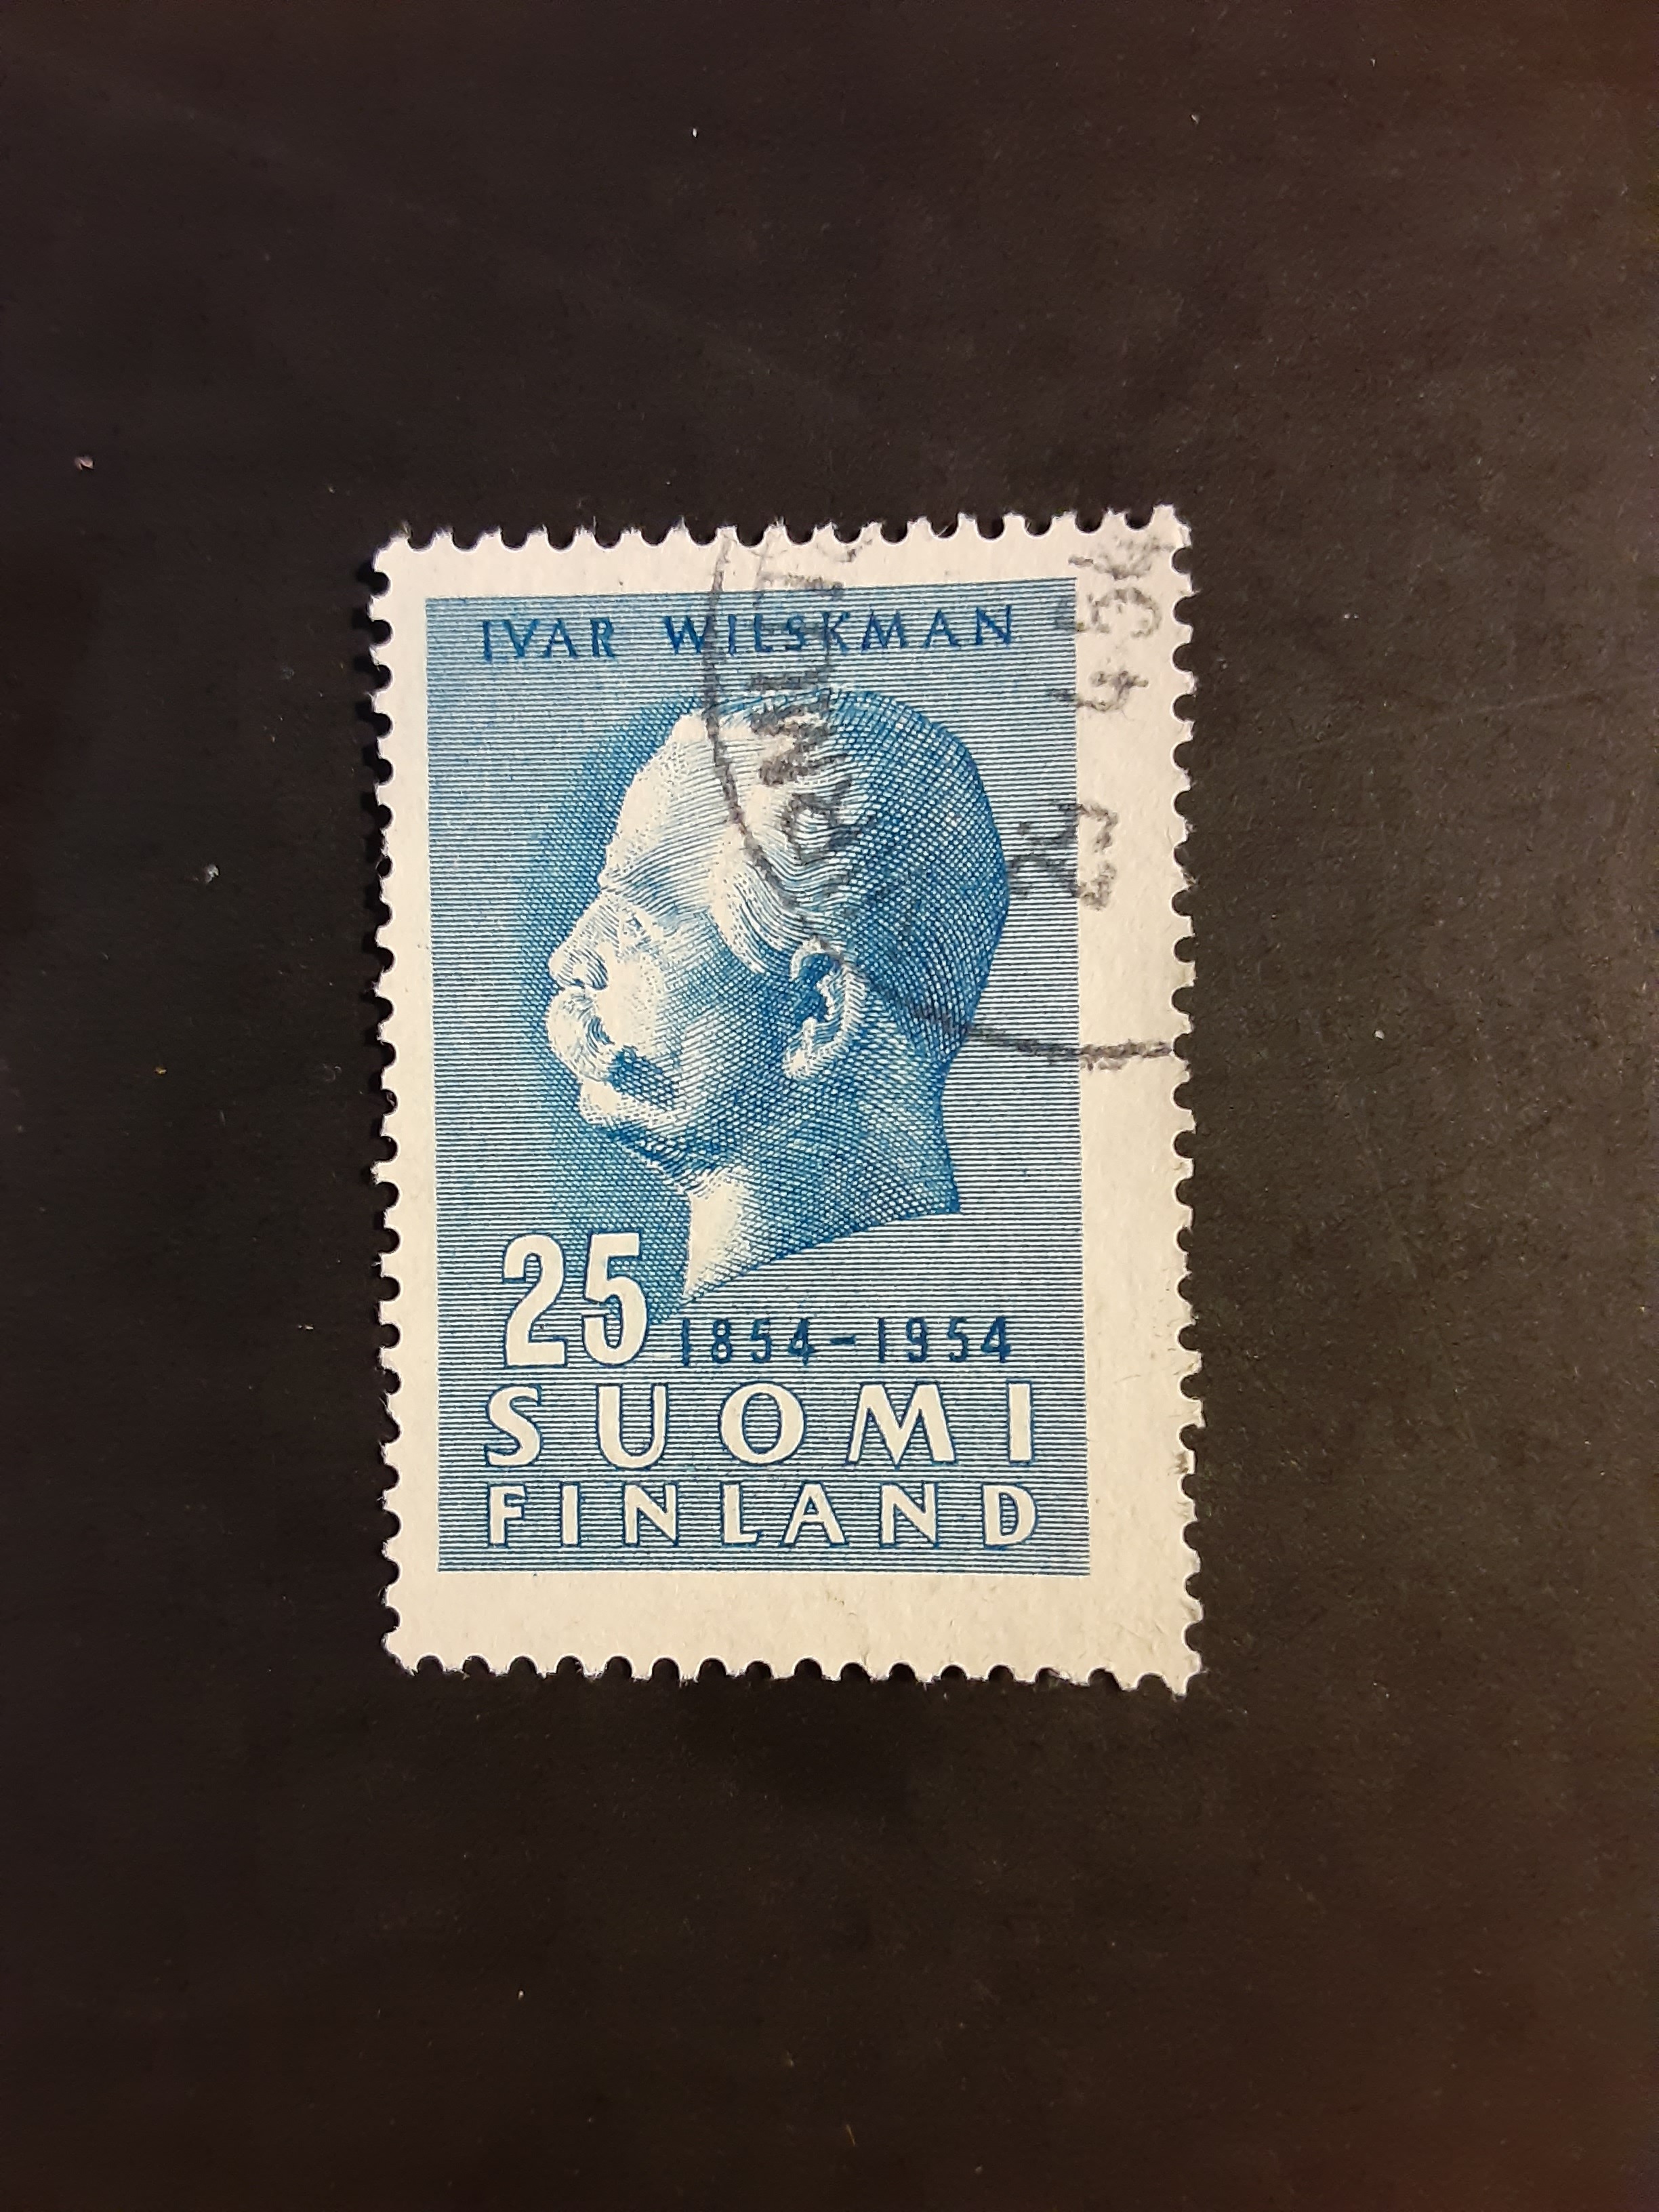 IVAR WILSKMAN
25
1854-1954
SUOMI
FINLAND